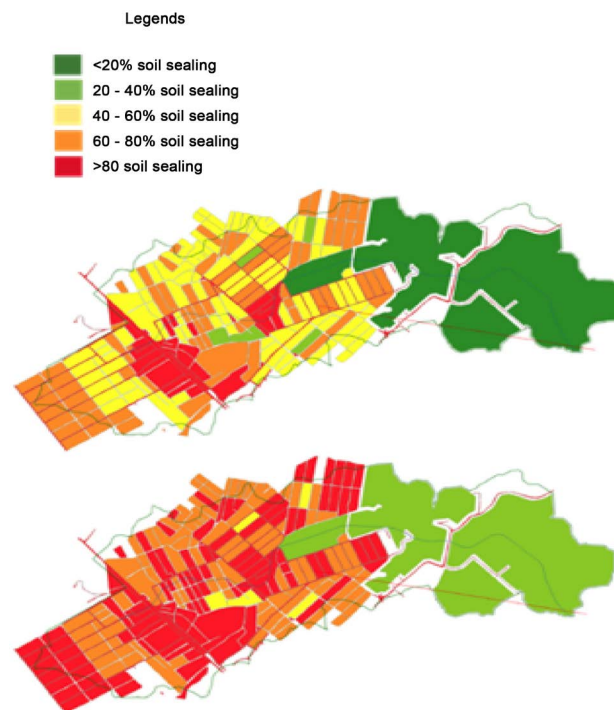 Legends
<20% soil sealing
20 - 40% soil sealing
40 - 60% soil sealing
60 - 80% soil sealing
>80 soil sealing